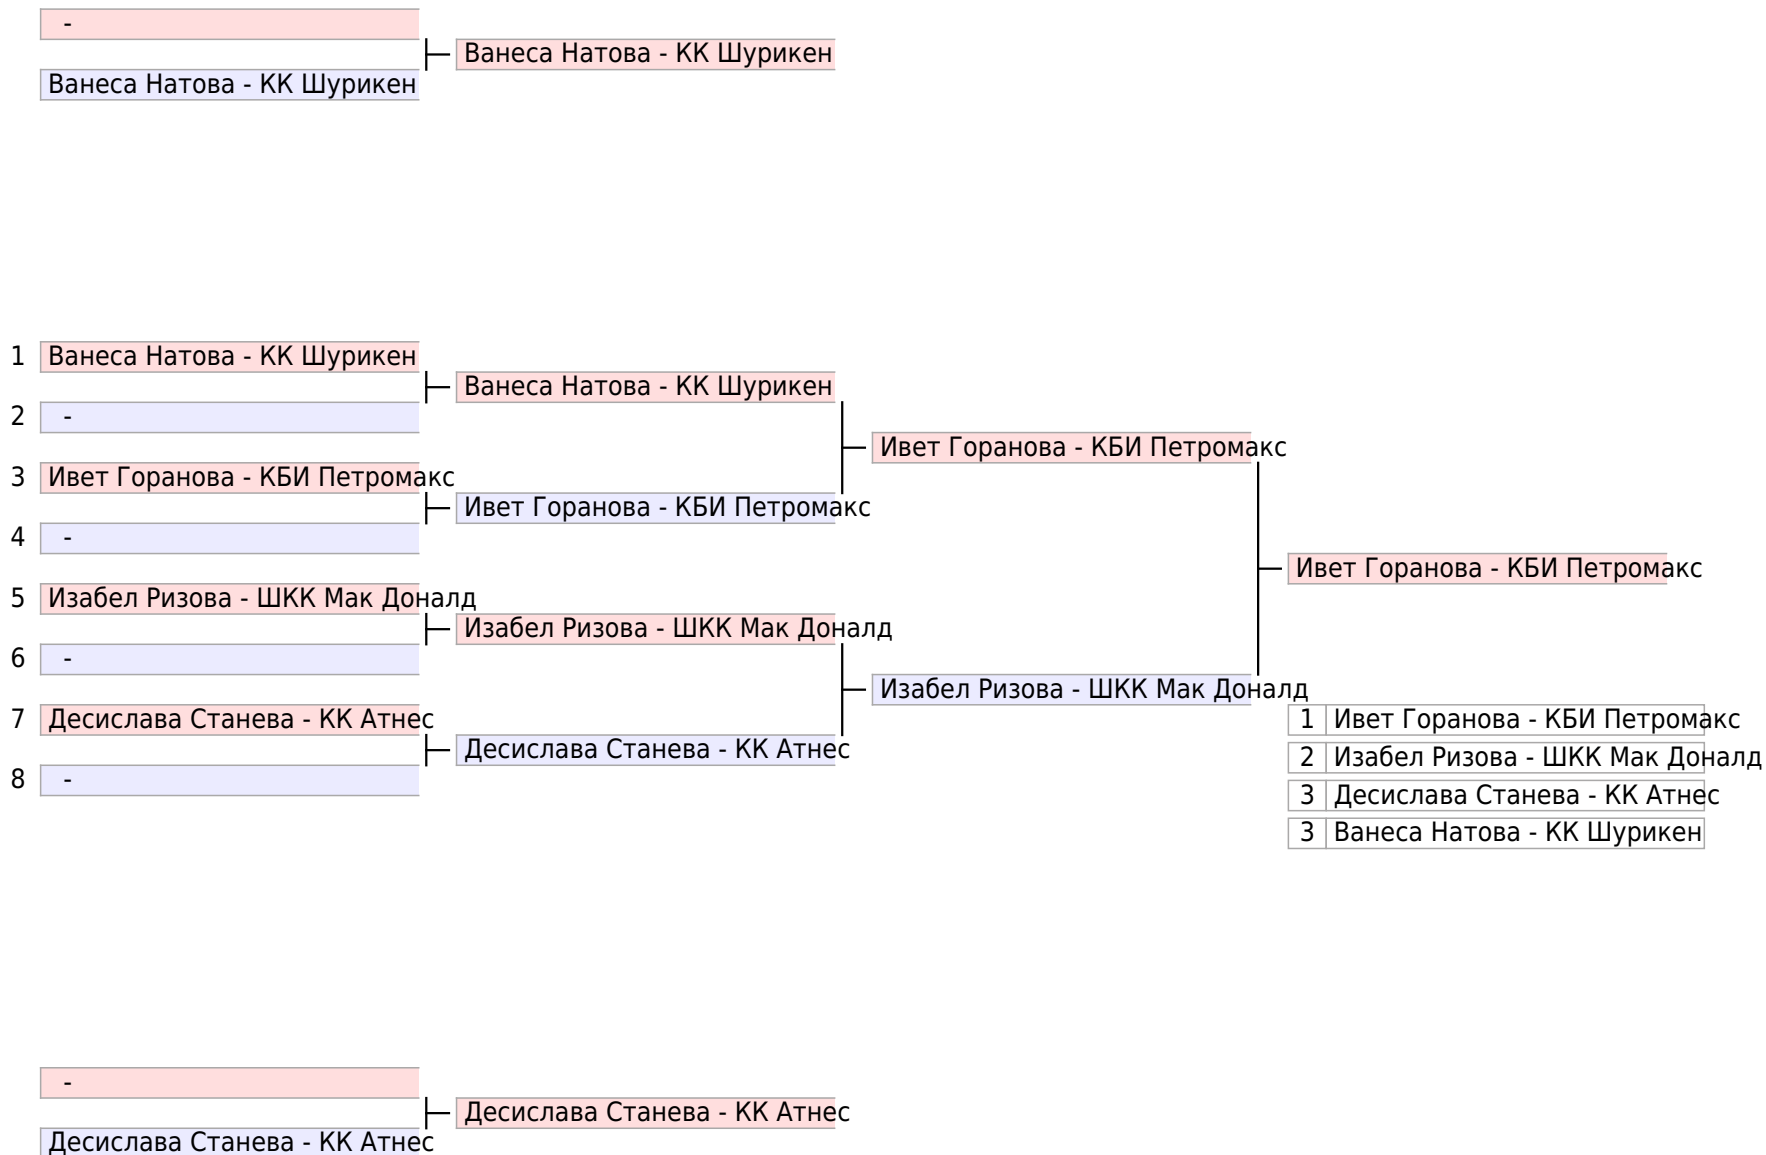 -
Ванеса Натова - КК Шурикен
Ванеса Натова - КК Шурикен
1 Ванеса Натова - КК Шурикен
Ванеса Натова - КК Шурикен
2 -
Ивет Горанова - КБИ Петромакс
3 Ивет Горанова - КБИ Петромакс
Ивет Горанова - КБИ Петромакс
4 -
Ивет Горанова - КБИ Петромакс
5 Изабел Ризова - ШКК Мак Доналд
Изабел Ризова - ШКК Мак Доналд
6 -
Изабел Ризова - ШКК Мак Доналд
7 Десислава Станева - КК Атнес
Десислава Станева - КК Атнес
8 -
1 Ивет Горанова - КБИ Петромакс
2 Изабел Ризова - ШКК Мак Доналд
3 Десислава Станева - КК Атнес
3 Ванеса Натова - КК Шурикен
-
Десислава Станева - КК Атнес
Десислава Станева - КК Атнес